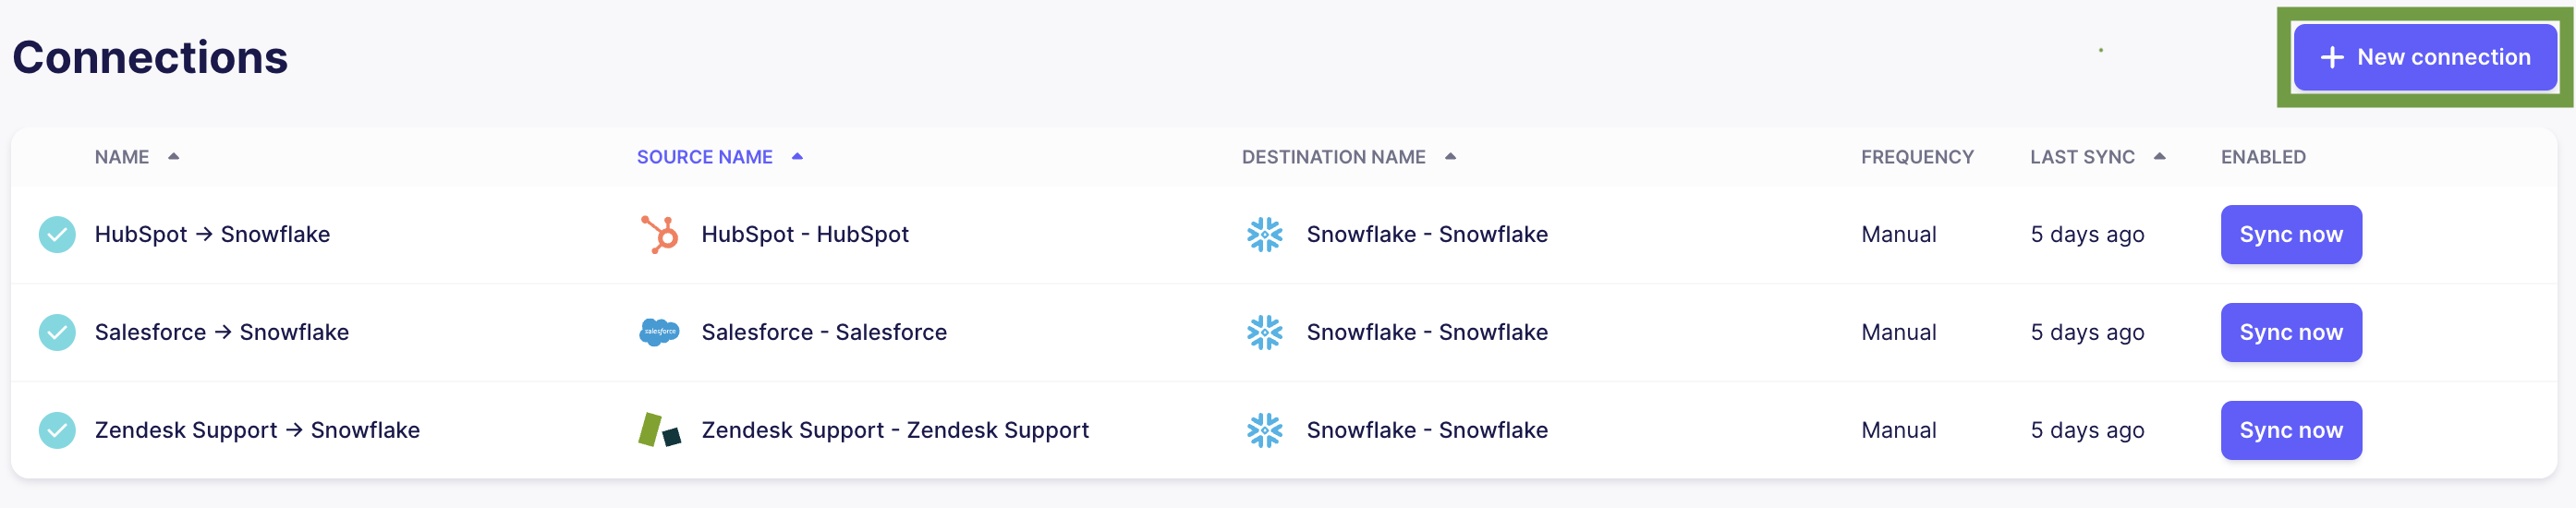 Connections
+ New connection
NAME SOURCE NAME DESTINATION NAME FREQUENCY LAST SYNC ENABLED
HubSpot → Snowflake HubSpot - HubSpot Snowflake - Snowflake Manual 5 days ago Sync now
Salesforce → Snowflake salesforce Salesforce - Salesforce Snowflake - Snowflake Manual 5 days ago Sync now
Zendesk Support → Snowflake Zendesk Support - Zendesk Support Snowflake - Snowflake Manual 5 days ago Sync now